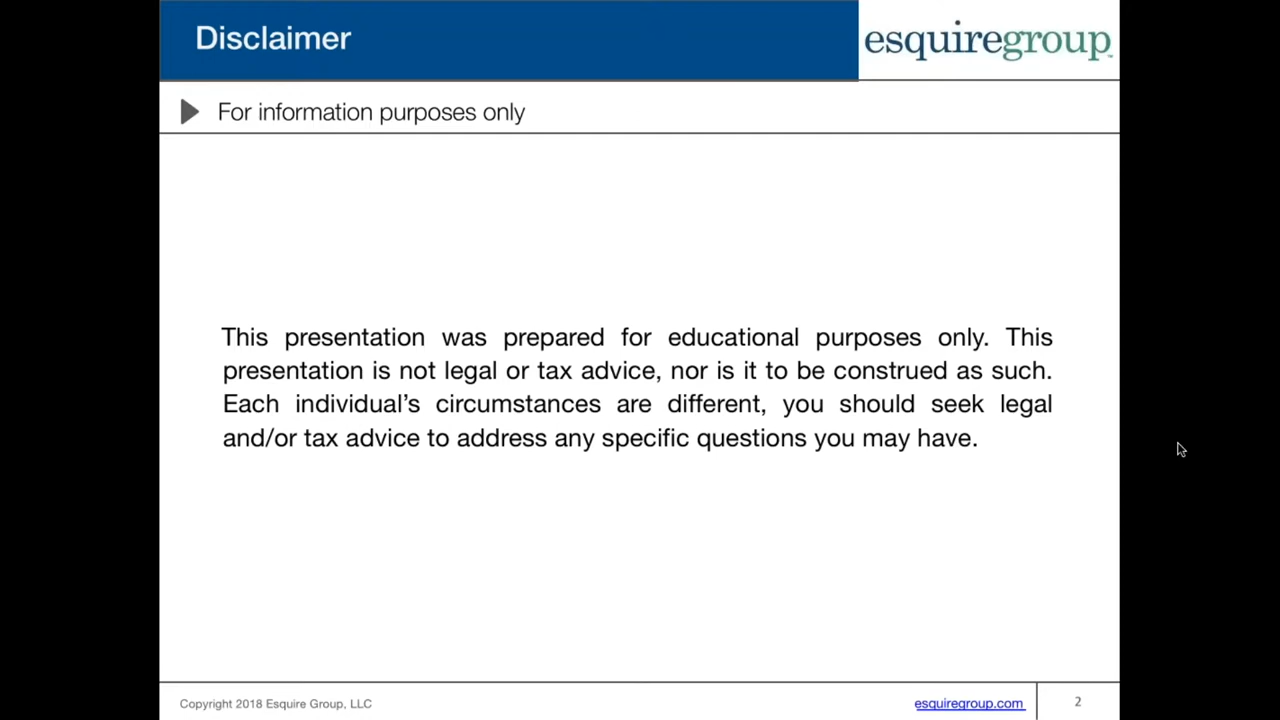 Disclaimer
esquiregroup™
For information purposes only
This presentation was prepared for educational purposes only. This
presentation is not legal or tax advice, nor is it to be construed as such.
Each individual’s circumstances are different, you should seek legal
and/or tax advice to address any specific questions you may have.
Copyright 2018 Esquire Group, LLC
esquiregroup.com
2